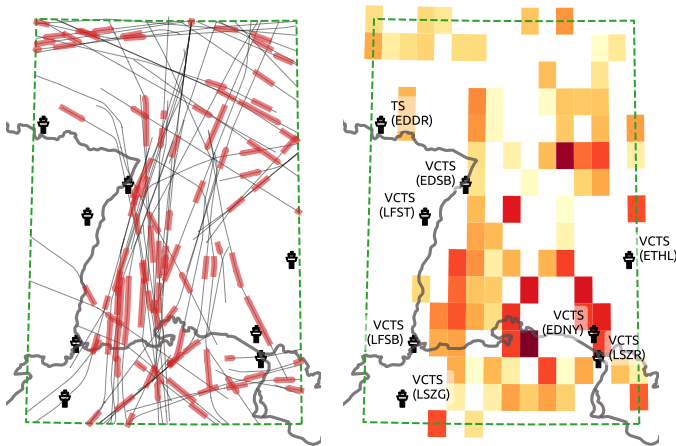 TS
(EDDR)
VCTS
(EDSB)
VCTS
(LFST)
VCTS
(ETHL)
VCTS
(EDNY)
VCTS
(LFSB)
VCTS
(LSZR)
VCTS
(LSZG)